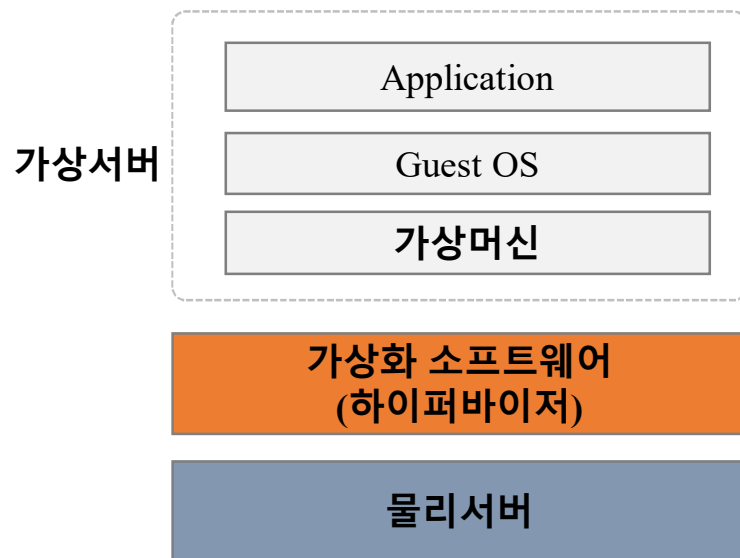 Application
가상서버
Guest OS
가상머신
가상화 소프트웨어
(하이퍼바이저)
물리서버